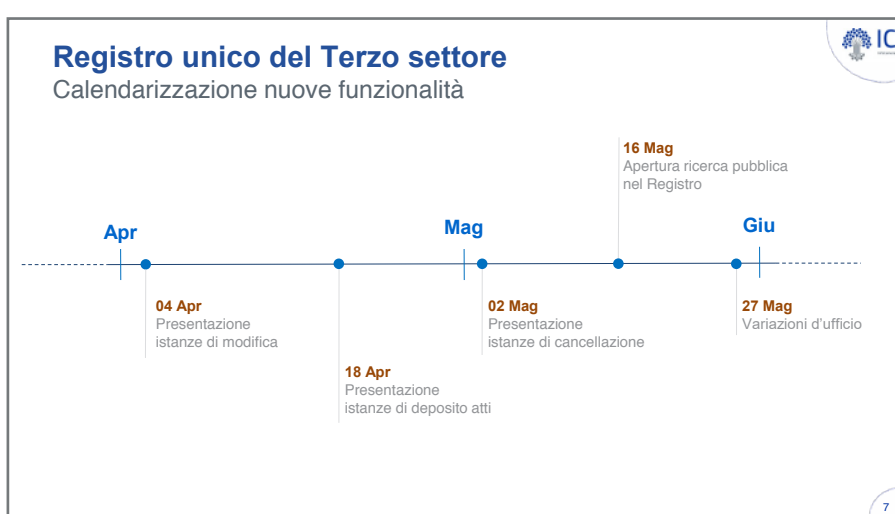 Registro unico del Terzo settore
Calendarizzazione nuove funzionalità
IC
16 Mag
Apertura ricerca pubblica
nel Registro
Apr
Mag
Giu
04 Apr
Presentazione
istanze di modifica
02 Mag
Presentazione
istanze di cancellazione
27 Mag
Variazioni d'ufficio
18 Apr
Presentazione
istanze di deposito atti
7